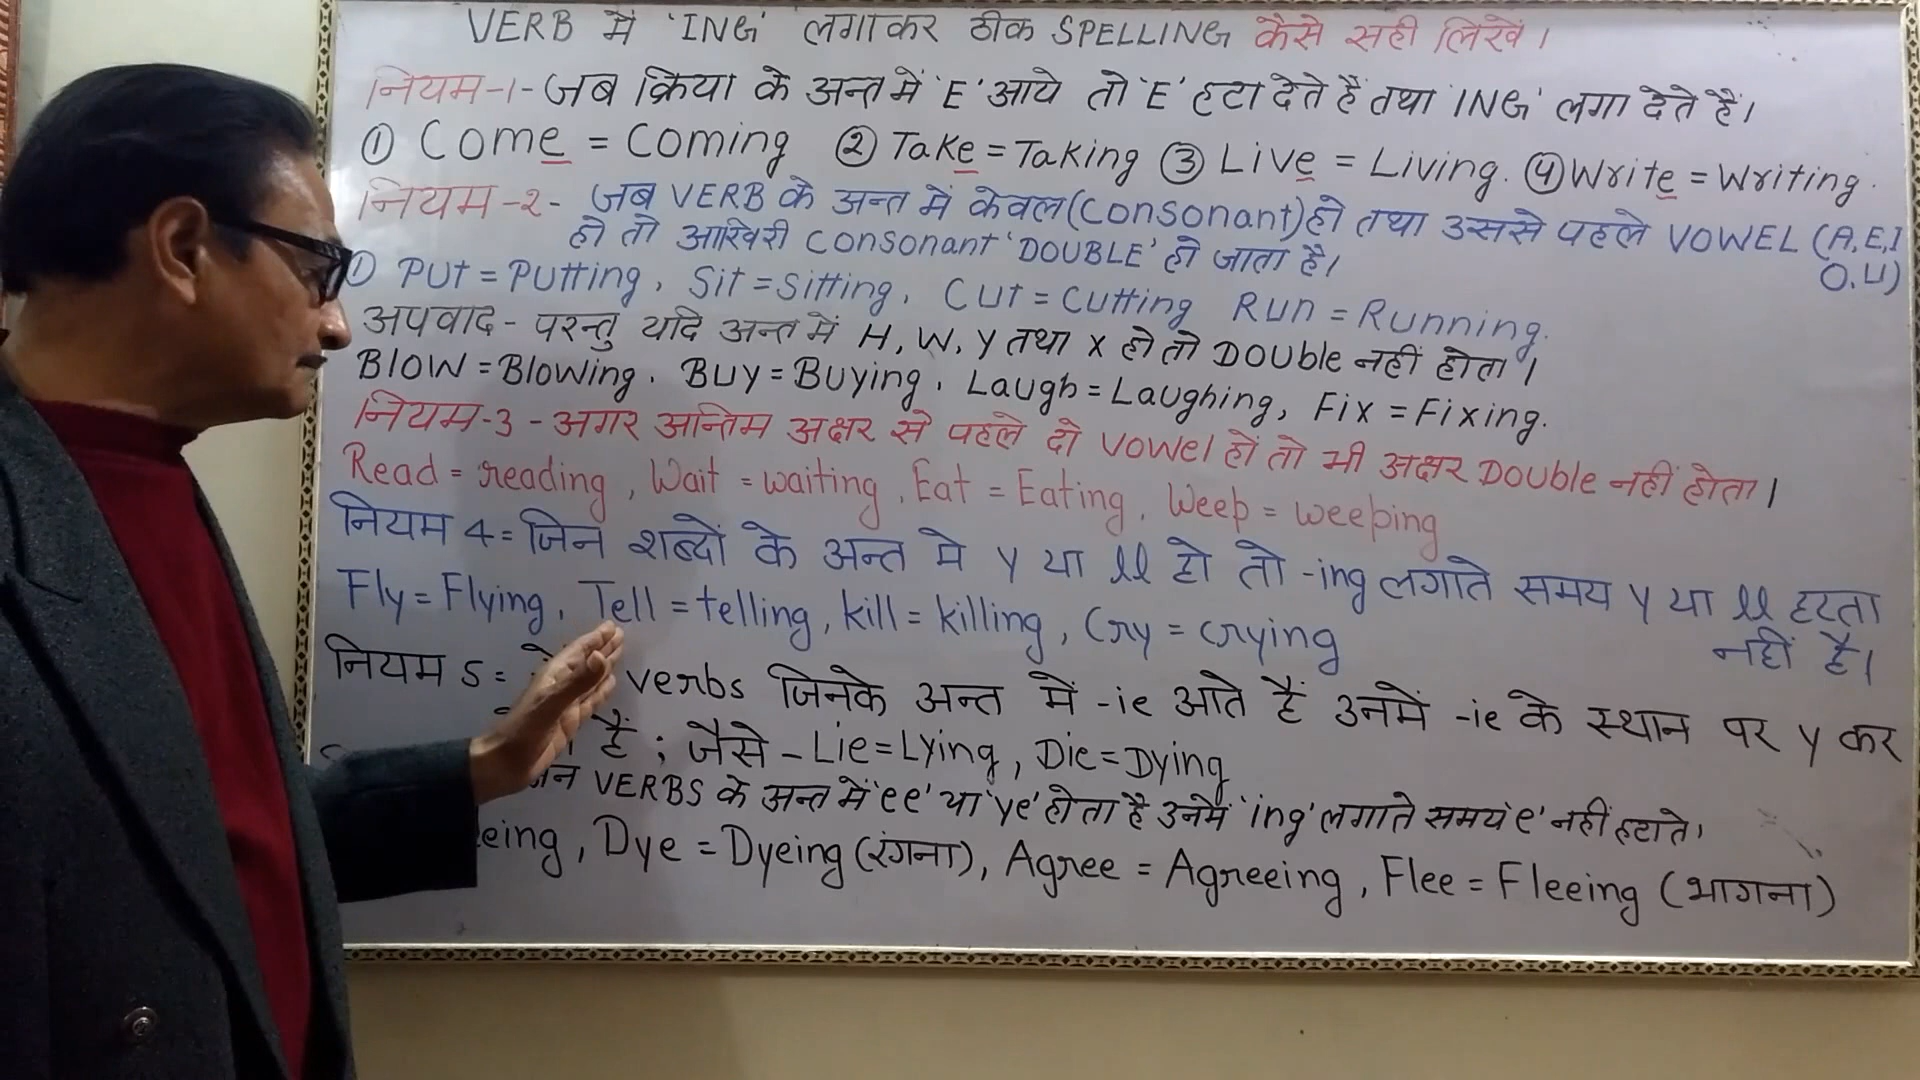 VERB में 'ING' लगाकर ठीक SPELLING कैसे सही लिखें।
नियम-1- जब क्रिया के अन्त में 'E' आये तो 'E' हटा देते हैं तथा 'ING' लगा देते हैं।
① Come = Coming ② Take = Taking ③ Live = Living. ④ Write = Writing.
नियम-2- जब VERB के अन्त में केवल (Consonant) हो तथा उससे पहले VOWEL (A,E,I
O,U)
हो तो आखिरी Consonant 'DOUBLE' हो जाता है।
① Put = Putting, Sit = Sitting, Cut = Cutting Run = Running.
अपवाद - परन्तु यदि अन्त में H, W, Y तथा X हो तो Double नहीं होता।
Blow = Blowing. Buy = Buying, Laugh = Laughing, Fix = Fixing.
नियम-3 - अगर अन्तिम अक्षर से पहले दो Vowel हों तो भी अक्षर Double नहीं होता।
Read = reading, Wait = waiting, Eat = Eating, Weep = weeping
नियम 4 = जिन शब्दों के अन्त मे y या ll हो तो -ing लगाते समय y या ll हटता
नहीं है।
Fly = Flying, Tell = telling, kill = killing, Cry = crying
नियम 5 = verbs जिनके अन्त में -ie आते हैं उनमें -ie के स्थान पर y कर
हैं ; जैसे - Lie = Lying, Die = Dying
VERBS के अन्त में 'ee' या 'ye' होता है उनमें 'ing' लगाते समय 'e' नहीं हटाते।
eing, Dye = Dyeing (रंगना), Agree = Agreeing, Flee = Fleeing (भागना)